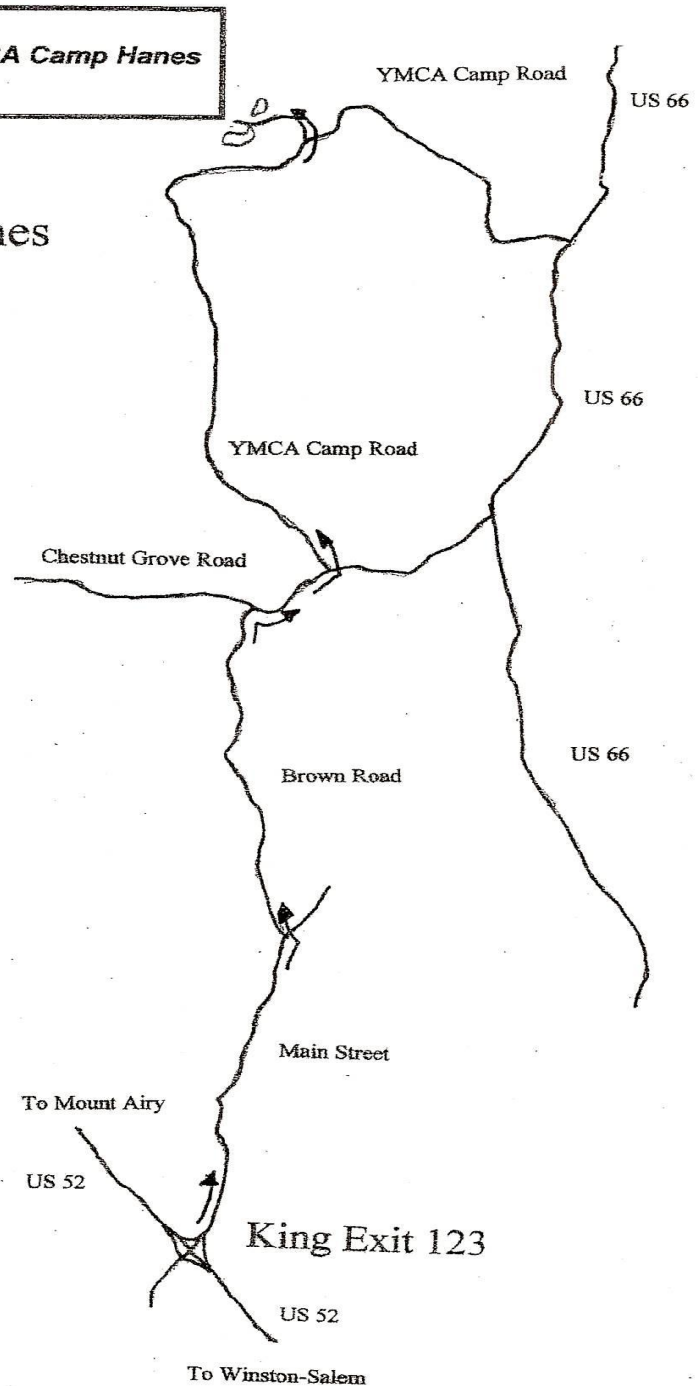 Camp Hanes
YMCA Camp Road
US 66
US 66
YMCA Camp Road
Chestnut Grove Road
US 66
Brown Road
Main Street
To Mount Airy
US 52
King Exit 123
US 52
To Winston-Salem